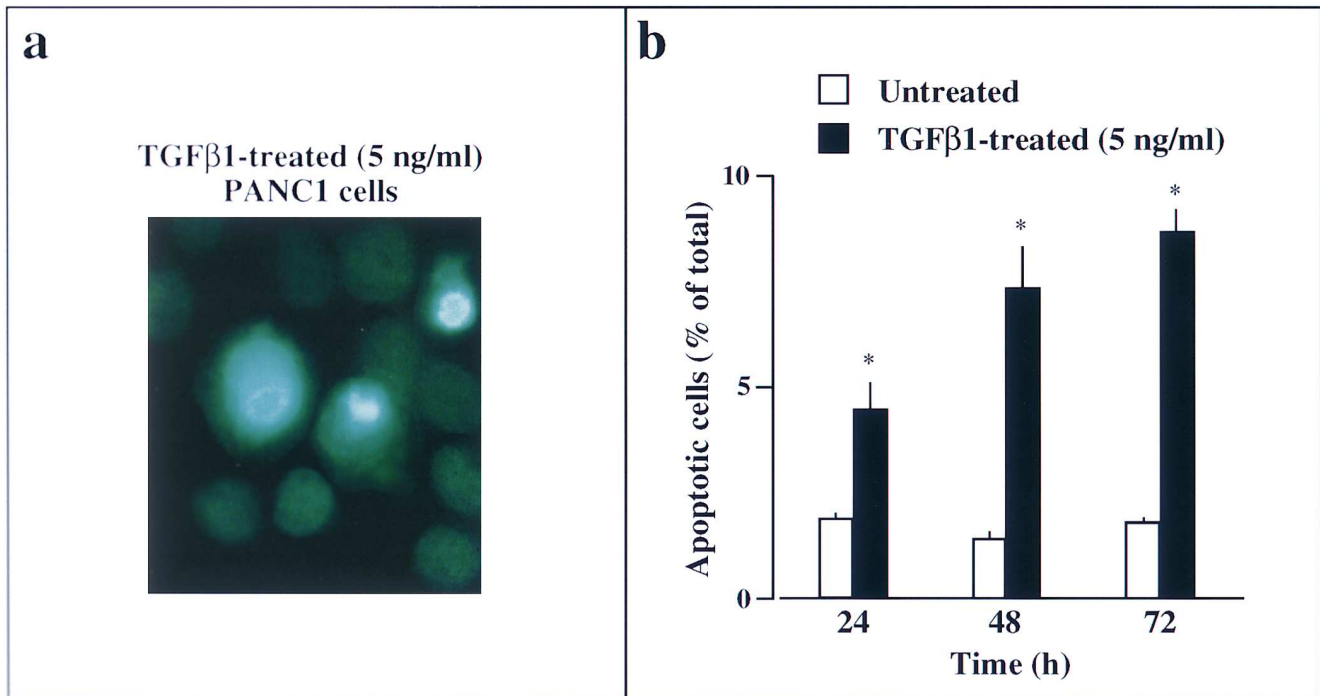 a
TGFβ1-treated (5 ng/ml)
PANC1 cells
b
Untreated
TGFβ1-treated (5 ng/ml)
Apoptotic cells (% of total)
10
5
0
*
*
*
24 48 72
Time (h)